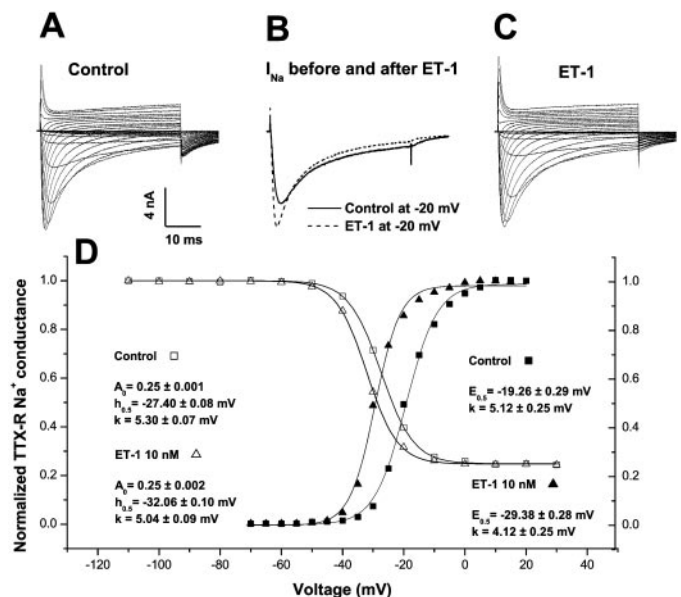 A
B
C
Control
I_Na before and after ET-1
ET-1
4 nA
10 ms
Control at -20 mV
ET-1 at -20 mV
D
Normalized TTX-R Na⁺ conductance
1.0
0.8
0.6
0.4
0.2
0.0
Control □
A₀= 0.25 ± 0.001
h₀.₅= -27.40 ± 0.08 mV
k = 5.30 ± 0.07 mV
ET-1 10 nM △
A₀= 0.25 ± 0.002
h₀.₅= -32.06 ± 0.10 mV
k = 5.04 ± 0.09 mV
Control ■
E₀.₅= -19.26 ± 0.29 mV
k = 5.12 ± 0.25 mV
ET-1 10 nM ▲
E₀.₅= -29.38 ± 0.28 mV
k = 4.12 ± 0.25 mV
1.0
0.8
0.6
0.4
0.2
0.0
-120 -100 -80 -60 -40 -20 0 20 40
Voltage (mV)